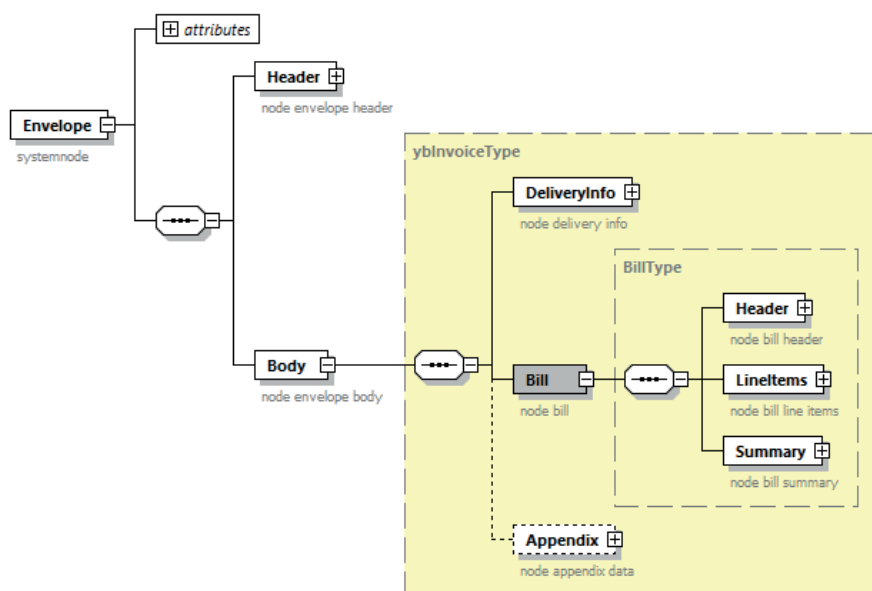 attributes
Header
node envelope header
Envelope
systemnode
ybInvoiceType
DeliveryInfo
node delivery info
BillType
Header
node bill header
Body
node envelope body
Bill
node bill
LineItems
node bill line items
Summary
node bill summary
Appendix
node appendix data